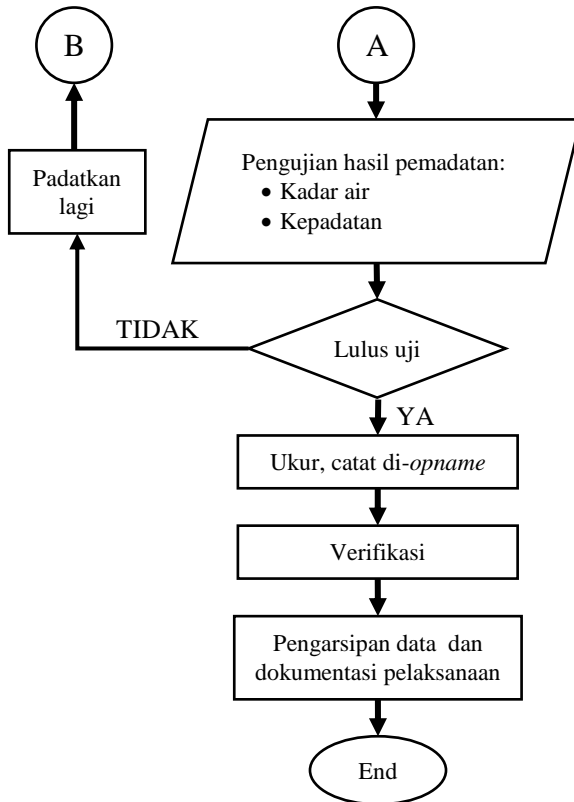 B
A
Padatkan
lagi
Pengujian hasil pemadatan:
• Kadar air
• Kepadatan
TIDAK
Lulus uji
YA
Ukur, catat di-opname
Verifikasi
Pengarsipan data dan
dokumentasi pelaksanaan
End